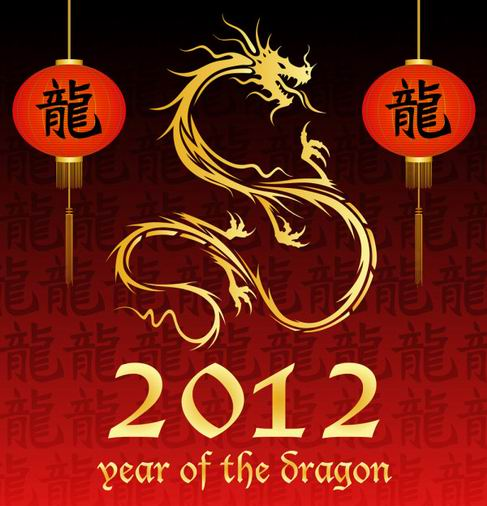 龍
龍
2012
year of the dragon